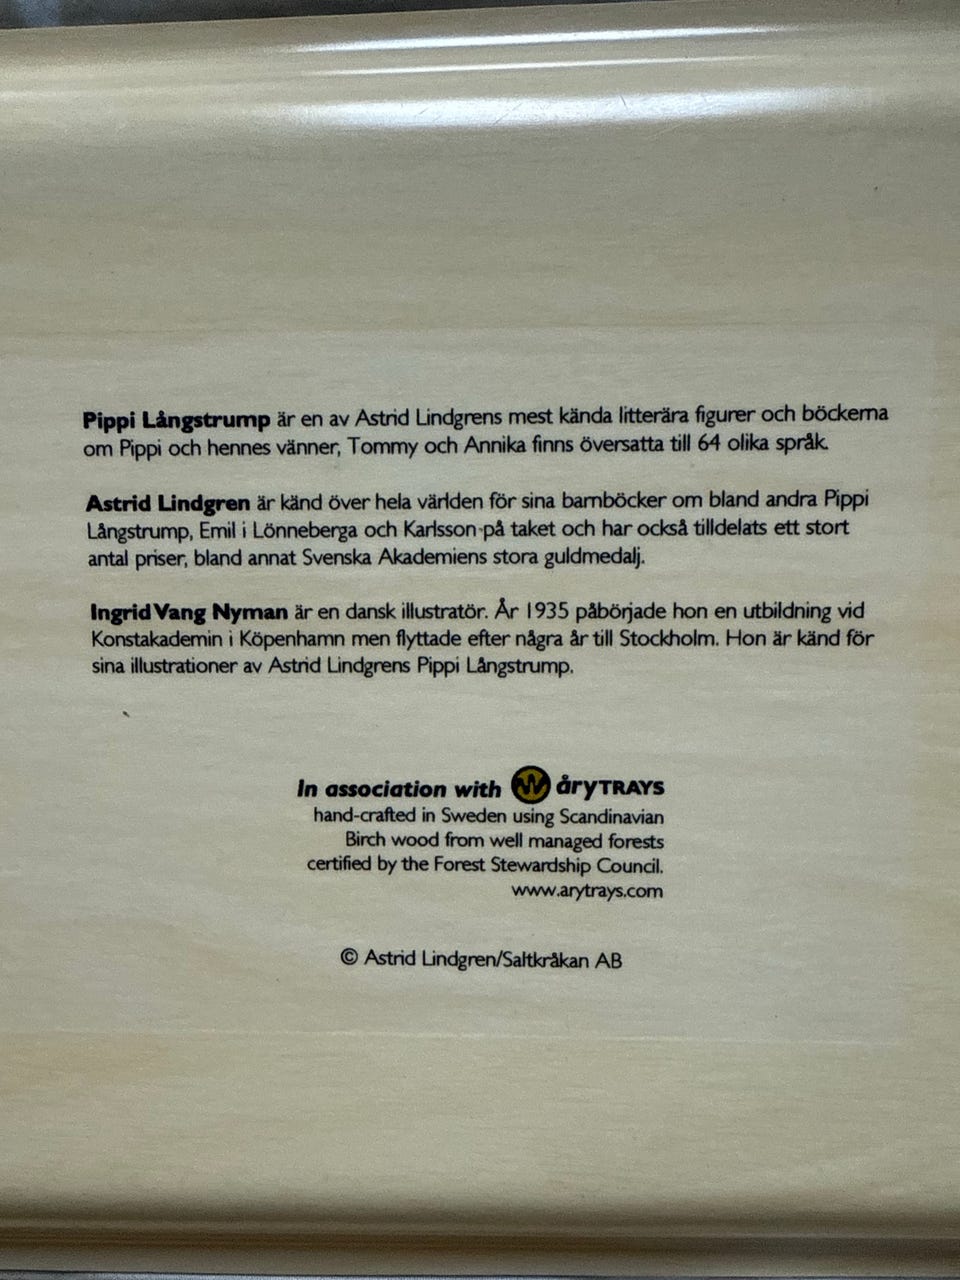 Pippi Långstrump är en av Astrid Lindgrens mest kända litterära figurer och böckerna
om Pippi och hennes vänner, Tommy och Annika finns översatta till 64 olika språk.
Astrid Lindgren är känd över hela världen för sina barnböcker om bland andra Pippi
Långstrump, Emil i Lönneberga och Karlsson på taket och har också tilldelats ett stort
antal priser, bland annat Svenska Akademiens stora guldmedalj.
Ingrid Vang Nyman är en dansk illustratör. År 1935 påbörjade hon en utbildning vid
Konstakademin i Köpenhamn men flyttade efter några år till Stockholm. Hon är känd för
sina illustrationer av Astrid Lindgrens Pippi Långstrump.
In association with åryTRAYS
hand-crafted in Sweden using Scandinavian
Birch wood from well managed forests
certified by the Forest Stewardship Council.
www.arytrays.com
© Astrid Lindgren/Saltkråkan AB